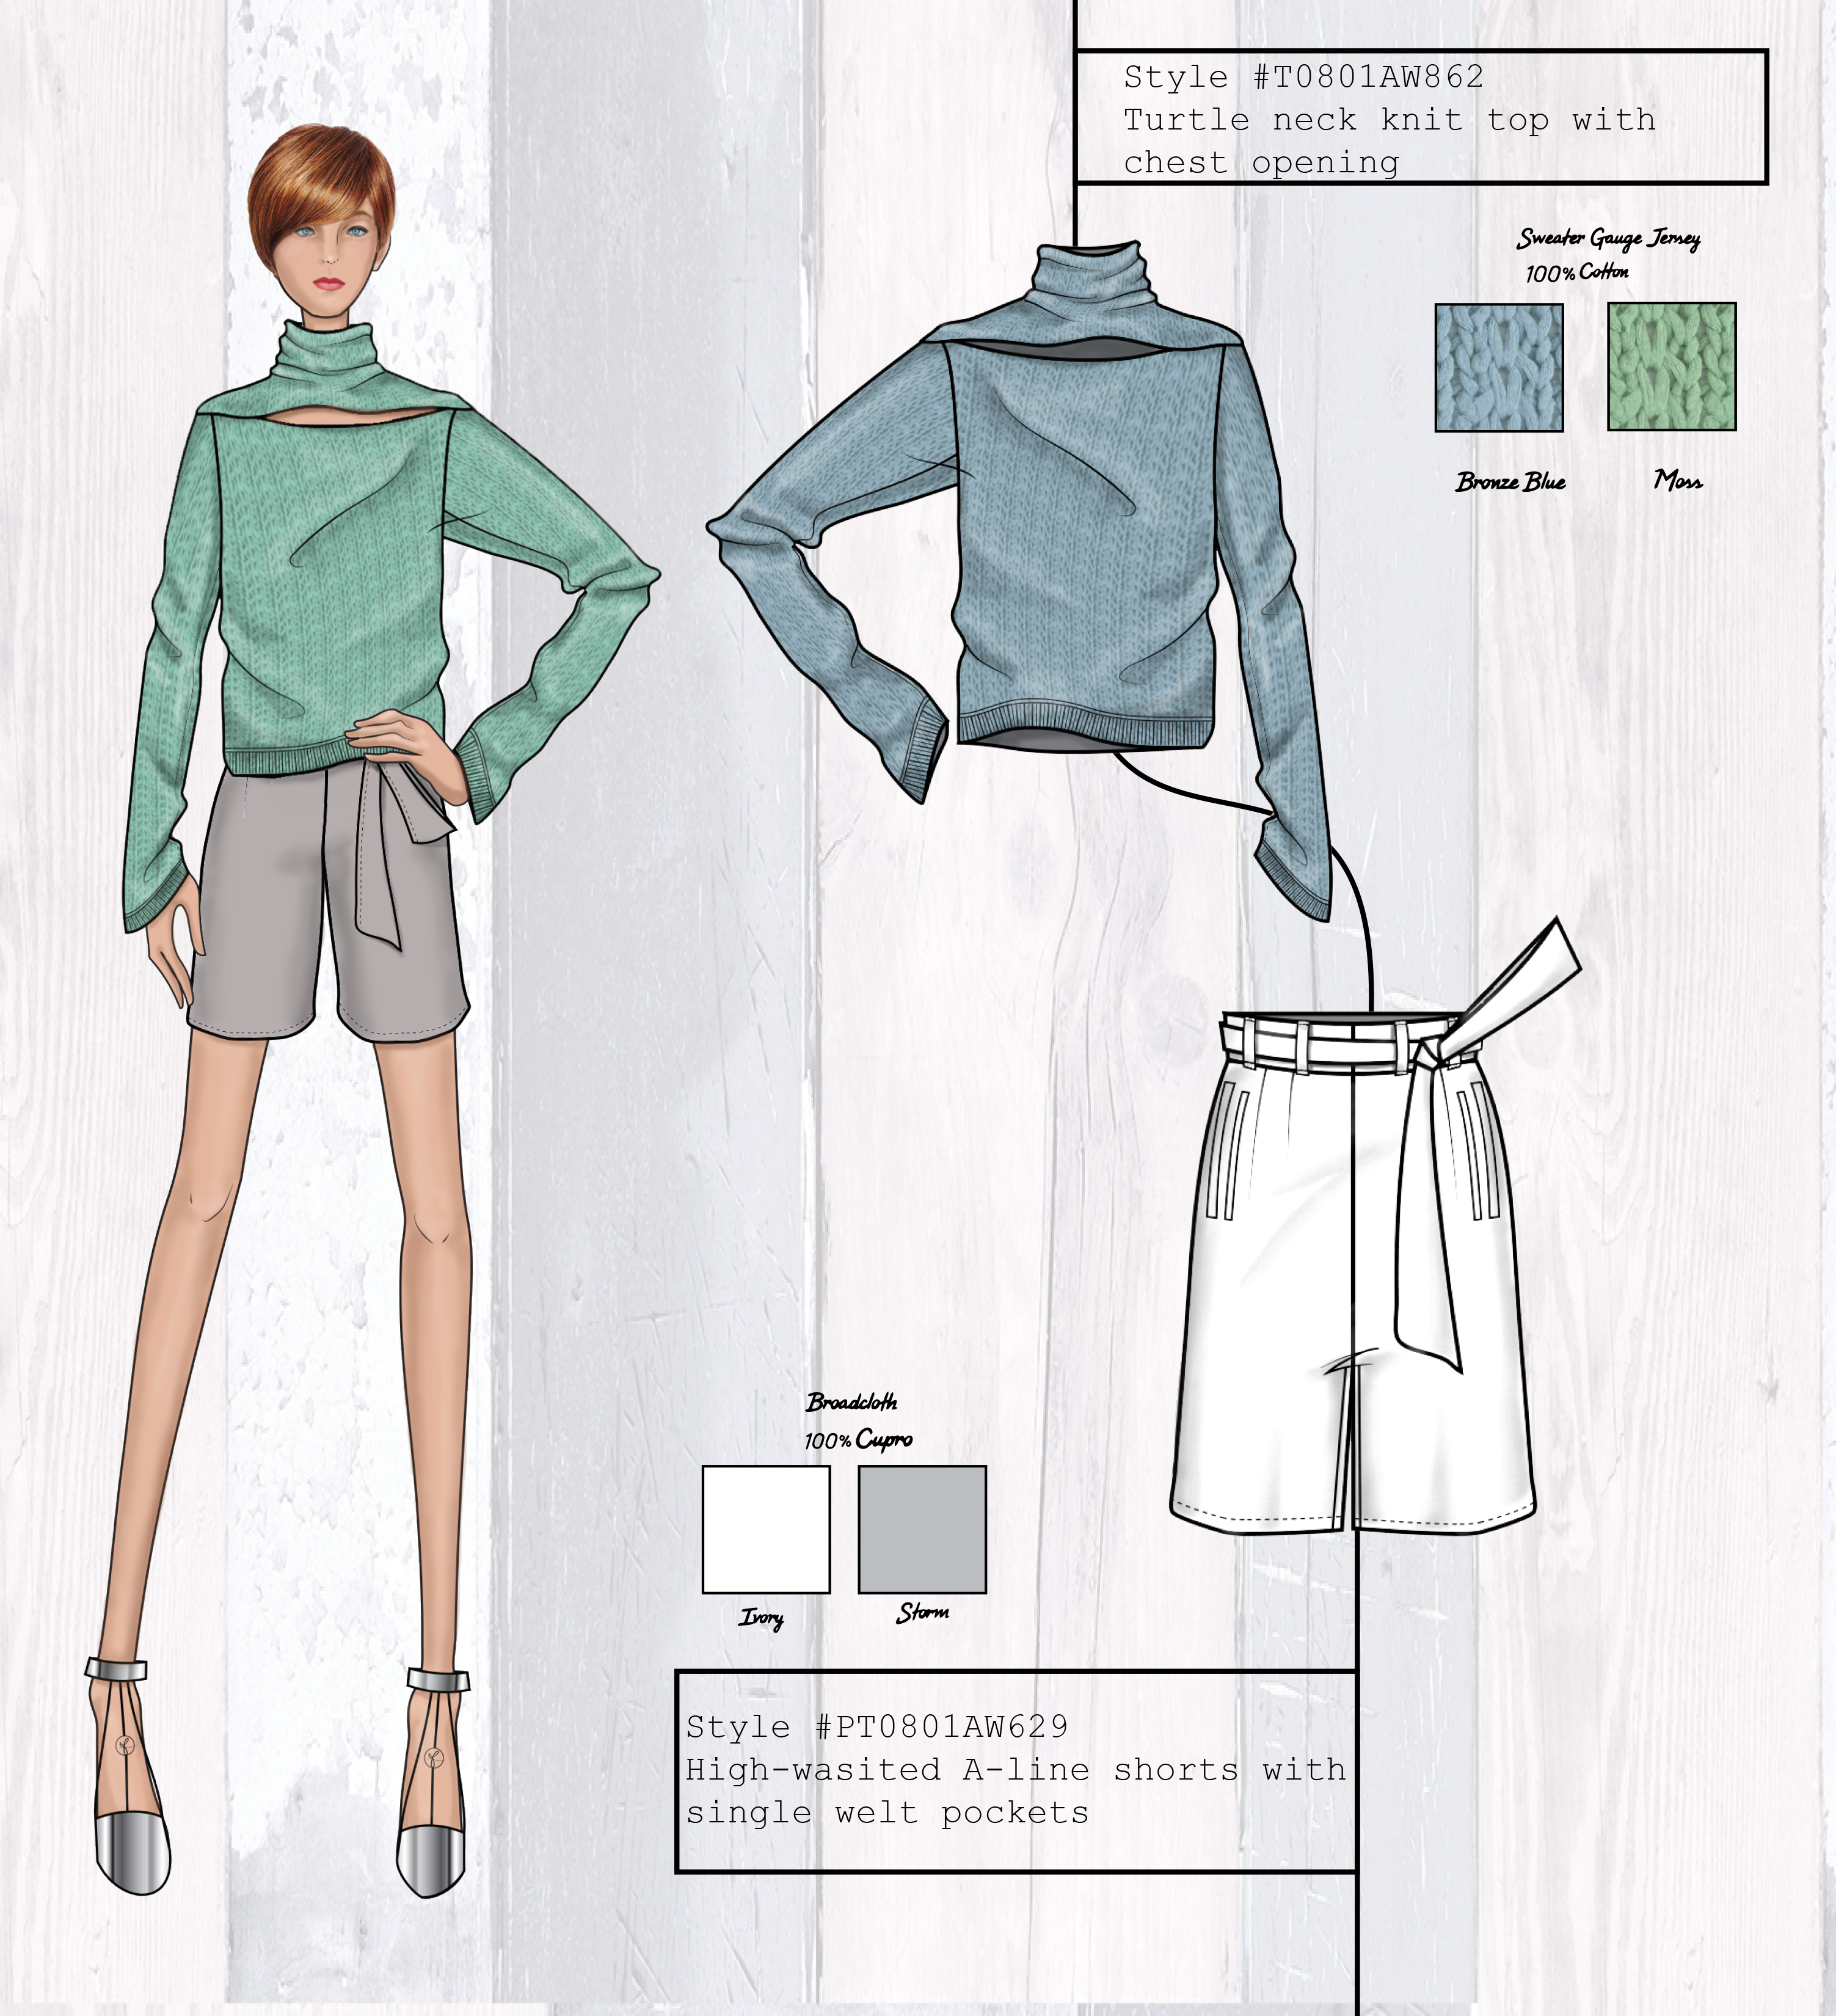 Style #T0801AW862
Turtle neck knit top with
chest opening
Sweater Gauge Jersey
100% Cotton
Bronze Blue
Moss
Broadcloth
100% Cupro
Ivory
Storm
Style #PT0801AW629
High-wasited A-line shorts with
single welt pockets